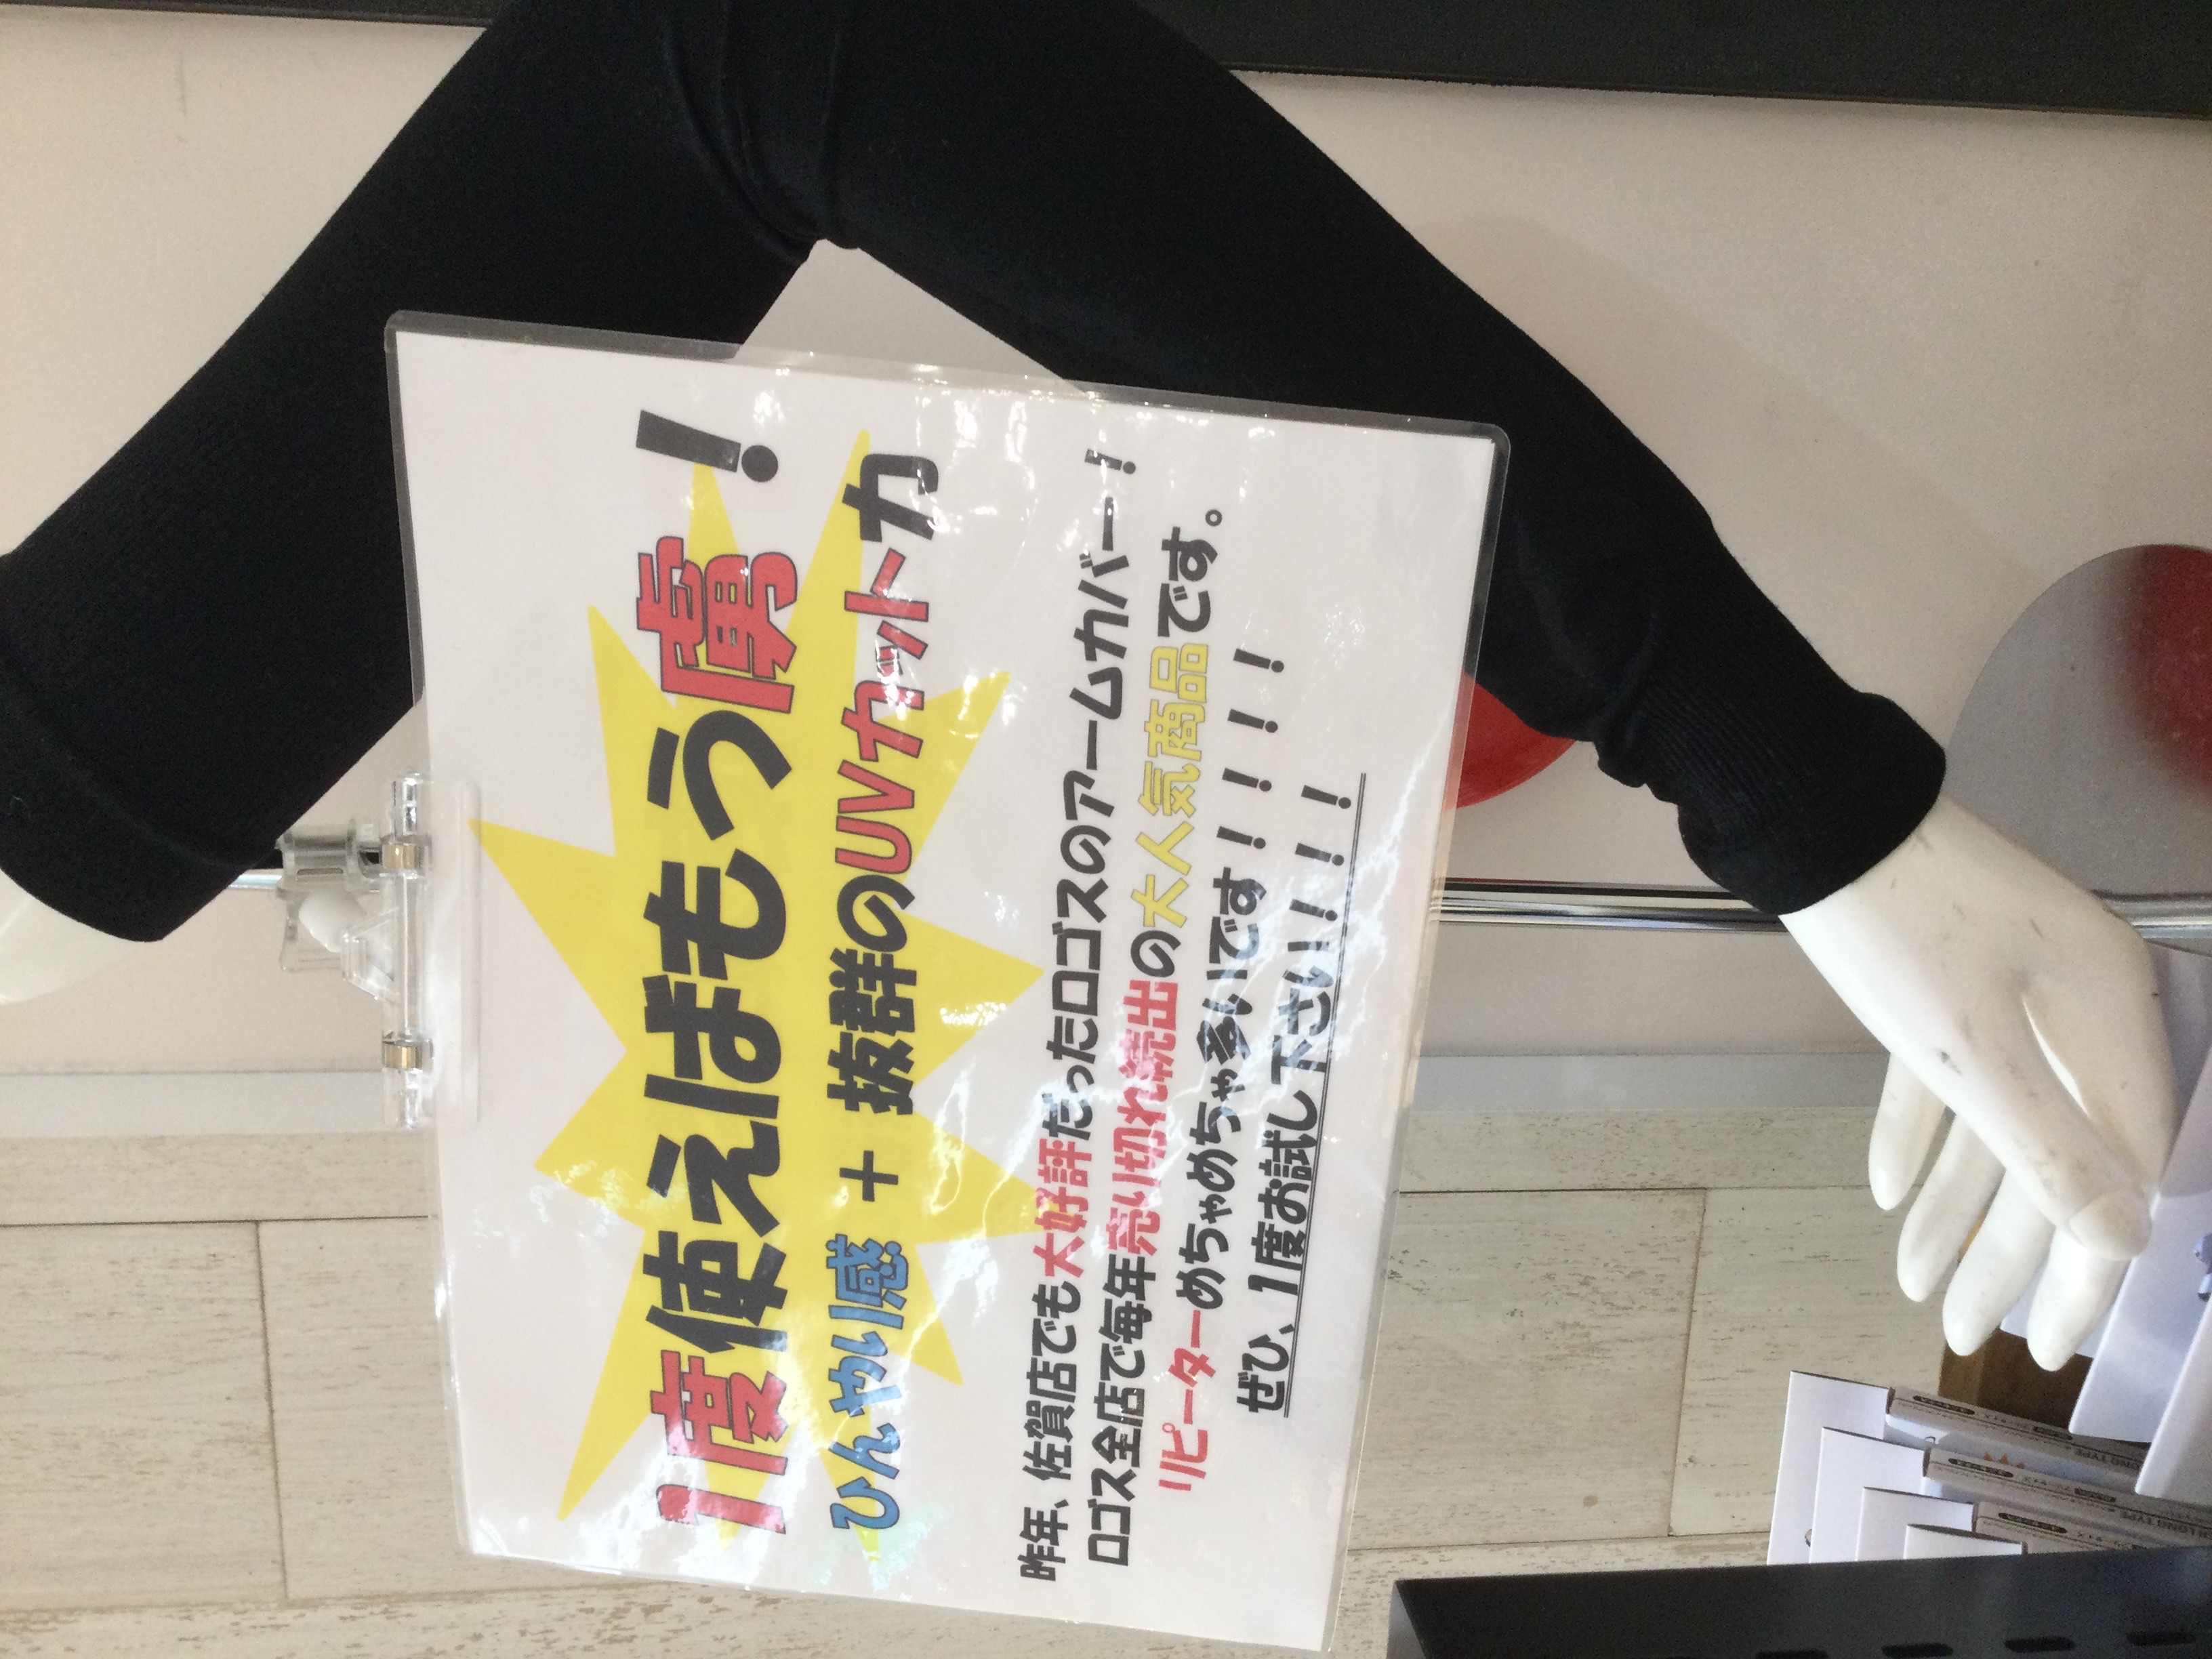 1度使えばもう虜!
ひんやり感 + 抜群のUVカット力
昨年、佐賀店でも大好評だったロゴスのアームカバー!
ロゴス全店で毎年売り切れ続出の大人気商品です。
リピーターめちゃめちゃ多いです!!!!
ぜひ、1度お試し下さい!!!!
LONG TYPE